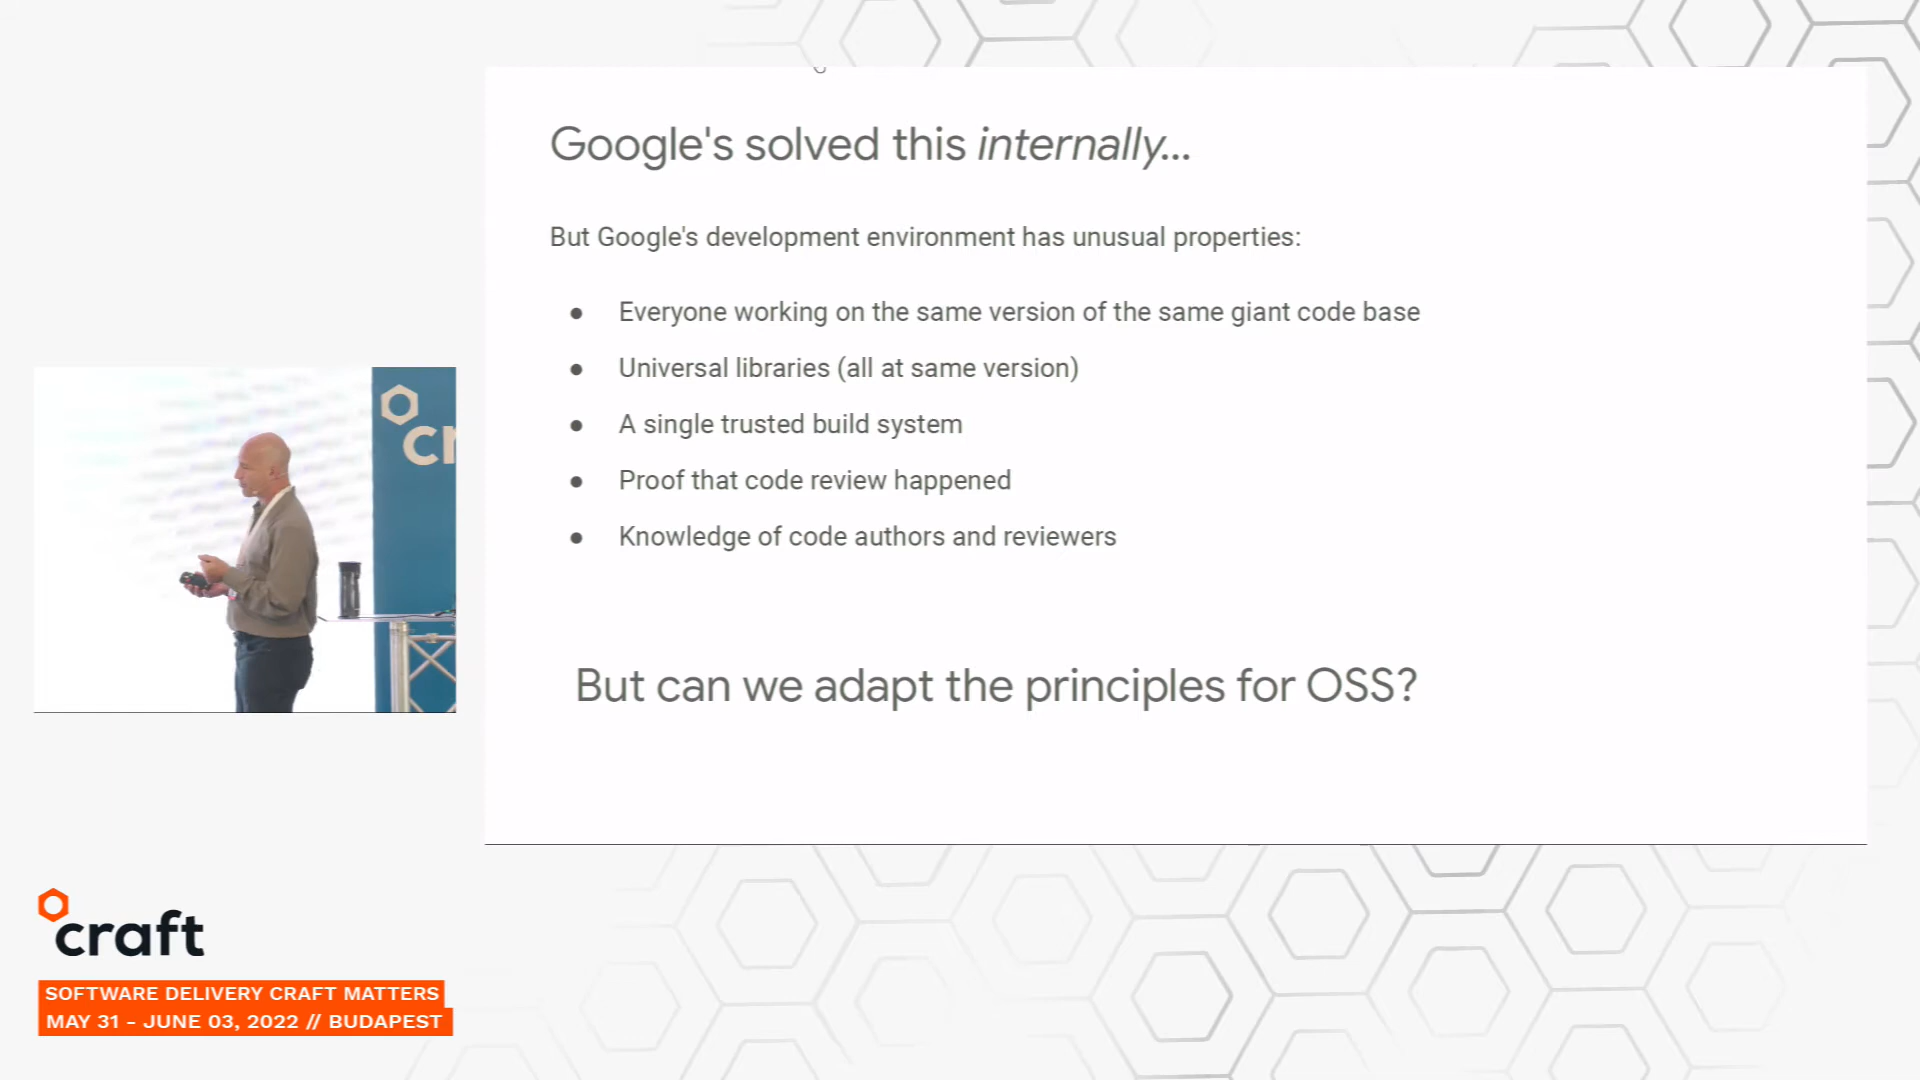 Google's solved this internally...
But Google's development environment has unusual properties:
● Everyone working on the same version of the same giant code base
● Universal libraries (all at same version)
● A single trusted build system
● Proof that code review happened
● Knowledge of code authors and reviewers
But can we adapt the principles for OSS?
cr
craft
SOFTWARE DELIVERY CRAFT MATTERS
MAY 31 - JUNE 03, 2022 // BUDAPEST